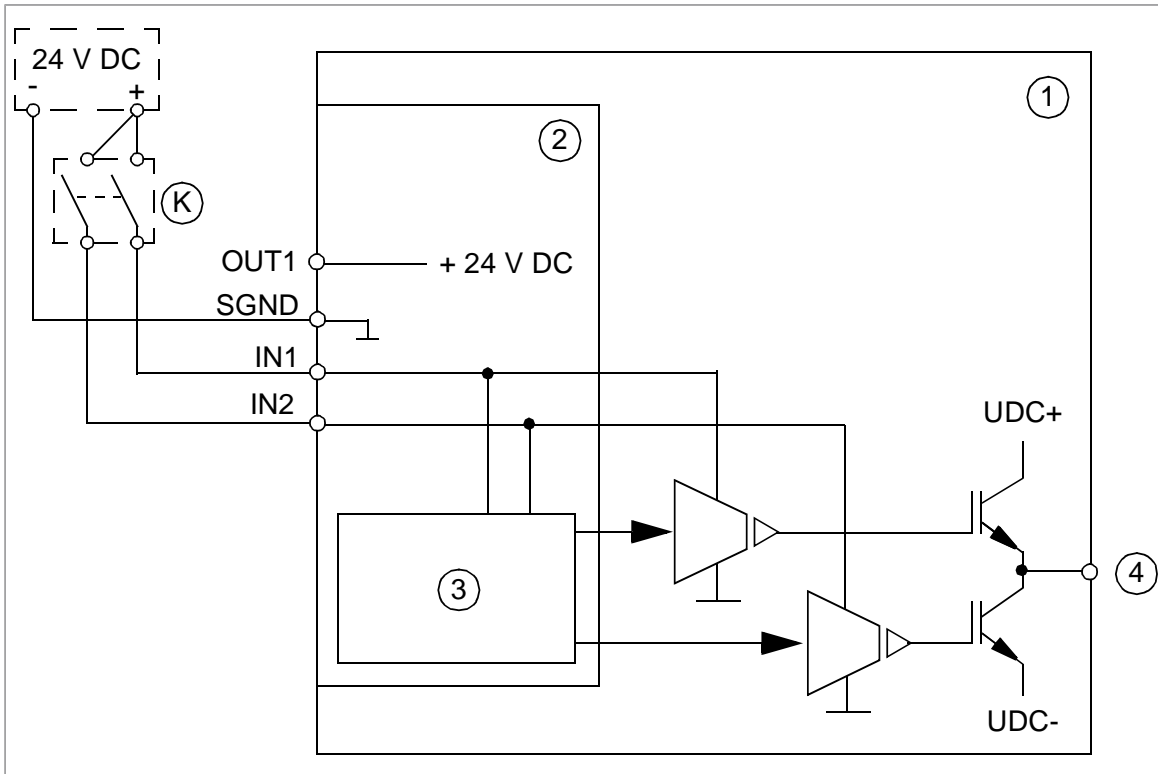 24 V DC
- +
1
2
K
OUT1
+ 24 V DC
SGND
IN1
IN2
UDC+
3
4
UDC-